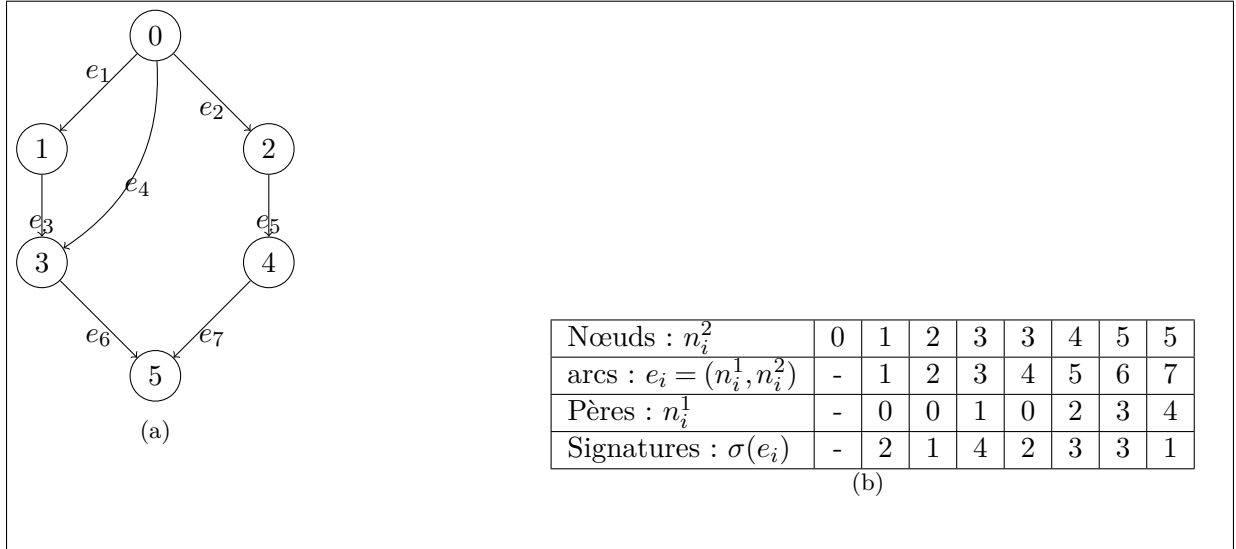 0
e₁
e₂
1
2
e₄
e₃
e₅
3
4
e₆
e₇
5
(a)
Nœuds : n_i^2 0 1 2 3 3 4 5 5
arcs : e_i = (n_i^1, n_i^2) - 1 2 3 4 5 6 7
Pères : n_i^1 - 0 0 1 0 2 3 4
Signatures : σ(e_i) - 2 1 4 2 3 3 1
(b)